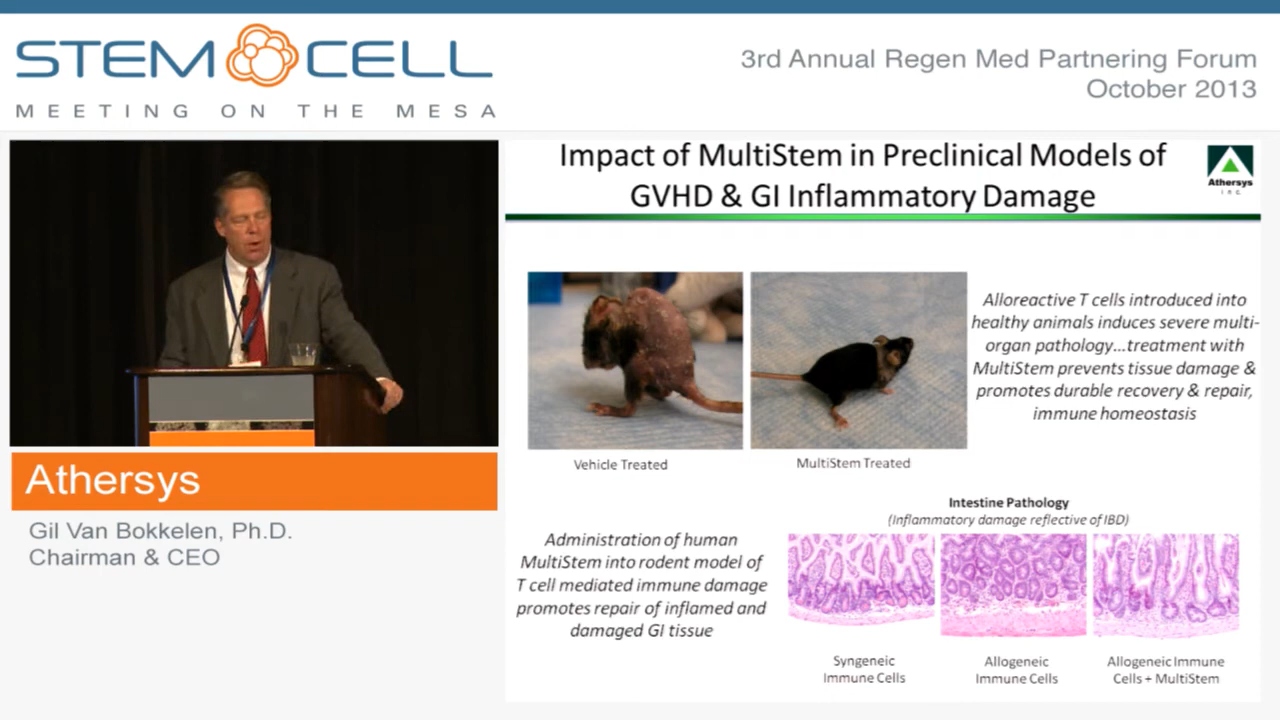 STEM CELL
MEETING ON THE MESA
3rd Annual Regen Med Partnering Forum
October 2013
Impact of MultiStem in Preclinical Models of
GVHD & GI Inflammatory Damage
Athersys
inc.
Alloreactive T cells introduced into
healthy animals induces severe multi-
organ pathology...treatment with
MultiStem prevents tissue damage &
promotes durable recovery & repair,
immune homeostasis
Vehicle Treated
MultiStem Treated
Athersys
Gil Van Bokkelen, Ph.D.
Chairman & CEO
Administration of human
MultiStem into rodent model of
T cell mediated immune damage
promotes repair of inflamed and
damaged GI tissue
Intestine Pathology
(Inflammatory damage reflective of IBD)
Syngeneic
Immune Cells
Allogeneic
Immune Cells
Allogeneic Immune
Cells + MultiStem